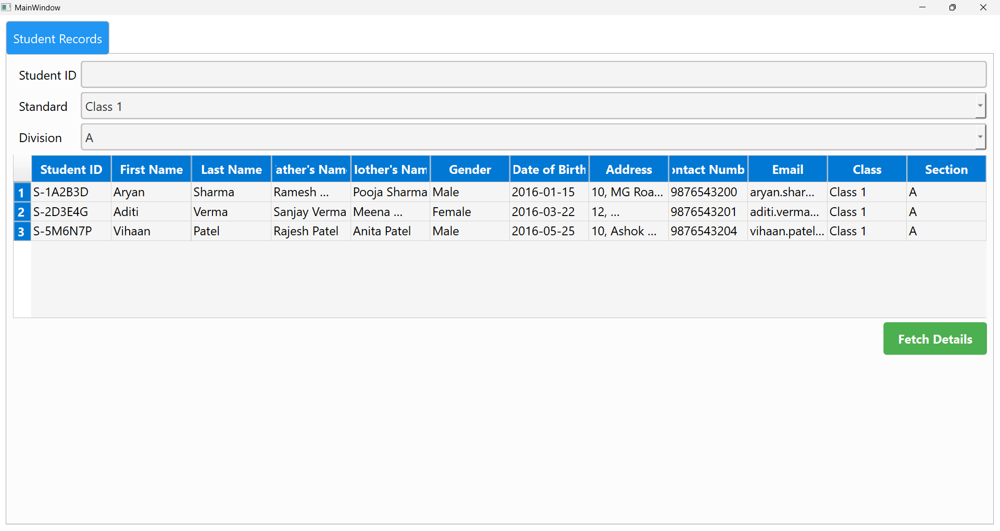 MainWindow
Student Records
Student ID
Standard Class 1
Division A
Student ID First Name Last Name ather's Nam other's Nam Gender Date of Birth Address ntact Numb Email Class Section
1 S-1A2B3D Aryan Sharma Ramesh ... Pooja Sharma Male 2016-01-15 10, MG Roa... 9876543200 aryan.shar... Class 1 A
2 S-2D3E4G Aditi Verma Sanjay Verma Meena ... Female 2016-03-22 12, ... 9876543201 aditi.verma... Class 1 A
3 S-5M6N7P Vihaan Patel Rajesh Patel Anita Patel Male 2016-05-25 10, Ashok ... 9876543204 vihaan.patel... Class 1 A
Fetch Details